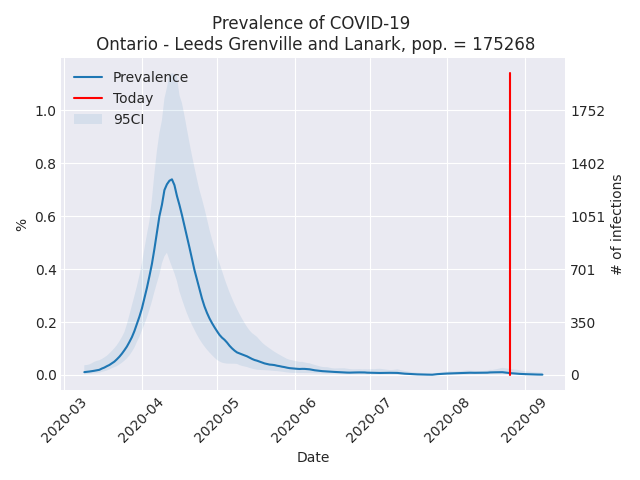 Prevalence of COVID-19
Ontario - Leeds Grenville and Lanark, pop. = 175268
Prevalence
Today
95CI
1.0
0.8
0.6
0.4
0.2
0.0
%
1752
1402
1051
701
350
0
# of infections
2020-03
2020-04
2020-05
2020-06
2020-07
2020-08
2020-09
Date